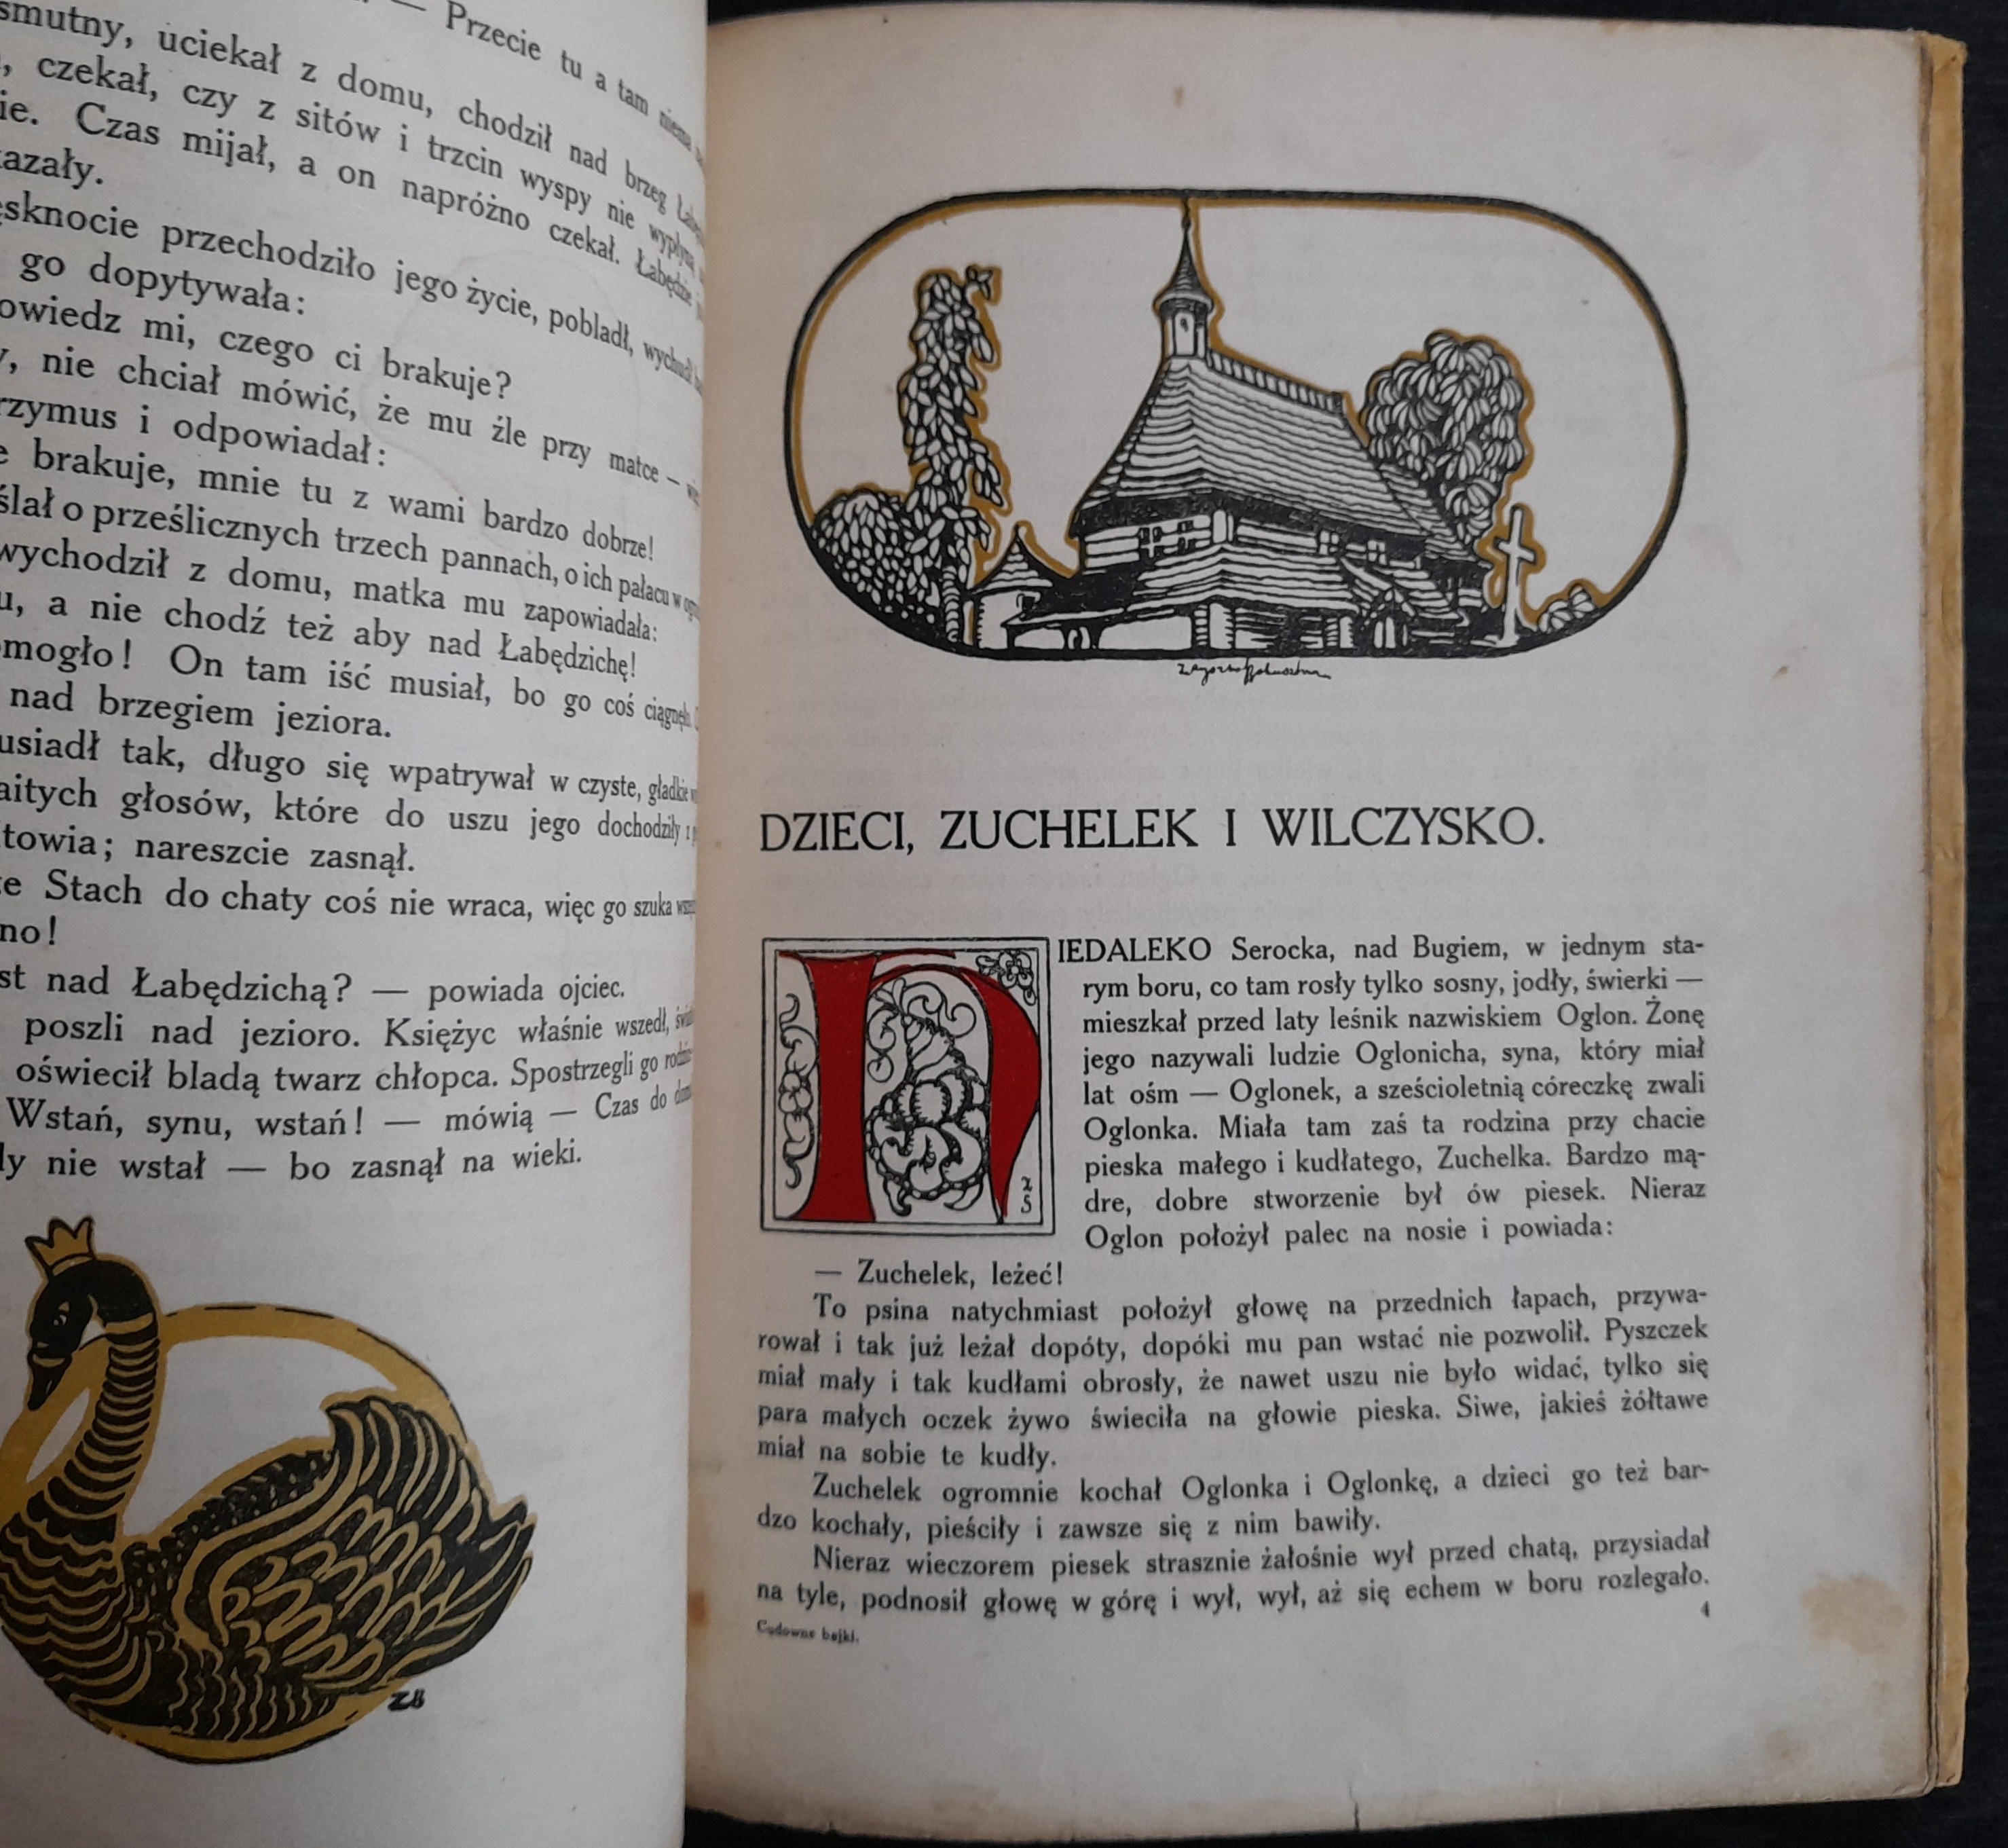 — Przecie tu a tam niema
smutny, uciekał z domu, chodził nad brzeg
czekał, czy z sitów i trzcin wyspy nie wypłyną
ie. Czas mijał, a on napróżno czekał. Łabędzie
kazały.
ęsknocie przechodziło jego życie, pobladł, wychudł
go dopytywała:
owiedz mi, czego ci brakuje?
y, nie chciał mówić, że mu źle przy matce —
rzymus i odpowiadał:
e brakuje, mnie tu z wami bardzo dobrze!
ślał o prześlicznych trzech pannach, o ich pałacu w
wychodził z domu, matka mu zapowiadała:
u, a nie chodź też aby nad Łabędzichę!
omogło! On tam iść musiał, bo go coś ciągnęło.
nad brzegiem jeziora.
usiadł tak, długo się wpatrywał w czyste, gładkie
aitych głosów, które do uszu jego dochodziły z
towia; nareszcie zasnął.
że Stach do chaty coś nie wraca, więc go szuka
no!
st nad Łabędzichą? — powiada ojciec.
poszli nad jezioro. Księżyc właśnie wszedł,
oświecił bladą twarz chłopca. Spostrzegli go
Wstań, synu, wstań! — mówią — Czas do domu
dy nie wstał — bo zasnął na wieki.
ZB
DZIECI, ZUCHELEK I WILCZYSKO.
NIEDALEKO Serocka, nad Bugiem, w jednym sta-
rym boru, co tam rosły tylko sosny, jodły, świerki —
mieszkał przed laty leśnik nazwiskiem Oglon. Żonę
jego nazywali ludzie Oglonicha, syna, który miał
lat ośm — Oglonek, a sześcioletnią córeczkę zwali
Oglonka. Miała tam zaś ta rodzina przy chacie
pieska małego i kudłatego, Zuchelka. Bardzo mą-
dre, dobre stworzenie był ów piesek. Nieraz
Oglon położył palec na nosie i powiada:
— Zuchelek, leżeć!
To psina natychmiast położył głowę na przednich łapach, przywa-
rował i tak już leżał dopóty, dopóki mu pan wstać nie pozwolił. Pyszczek
miał mały i tak kudłami obrosły, że nawet uszu nie było widać, tylko się
para małych oczek żywo świeciła na głowie pieska. Siwe, jakieś żółtawe
miał na sobie te kudły.
Zuchelek ogromnie kochał Oglonka i Oglonkę, a dzieci go też bar-
dzo kochały, pieściły i zawsze się z nim bawiły.
Nieraz wieczorem piesek strasznie żałośnie wył przed chatą, przysiadał
na tyle, podnosił głowę w górę i wył, wył, aż się echem w boru rozlegało.
Cudowne bajki.
4